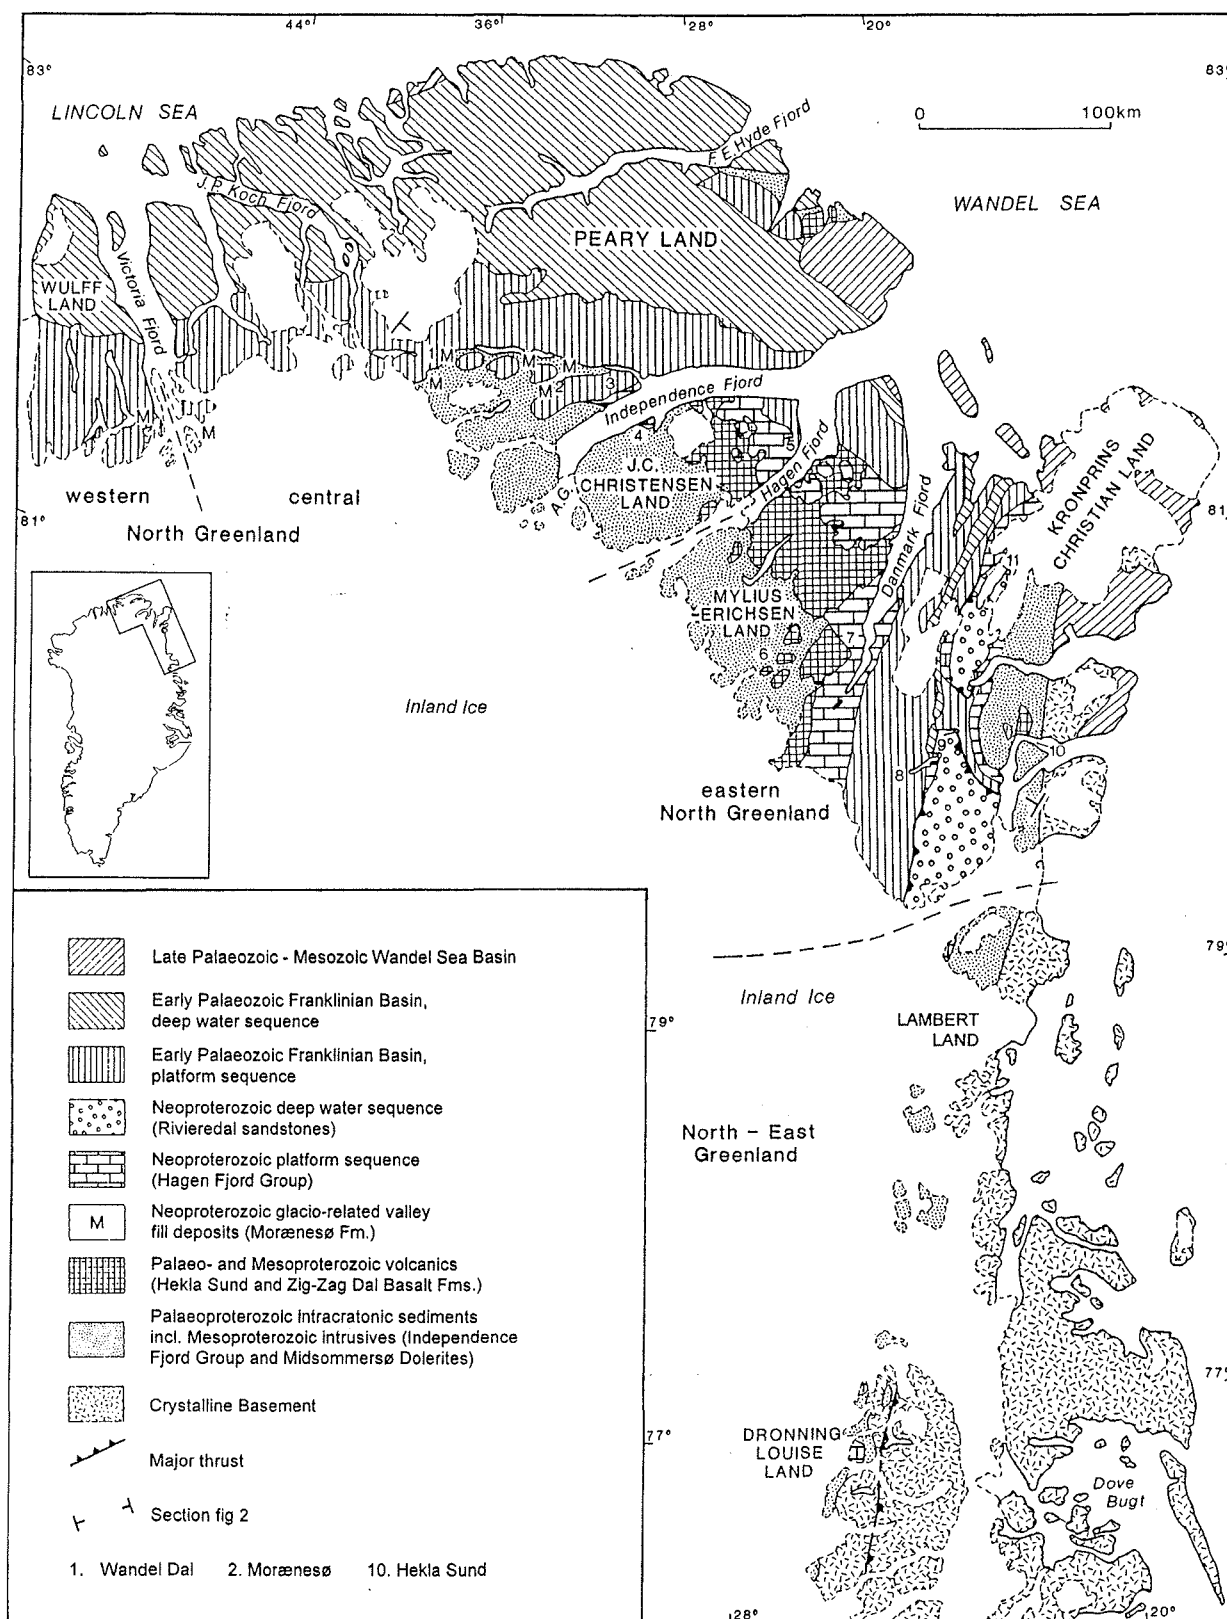 44°
36°
28°
20°
83°
83°
LINCOLN SEA
0 100km
F.E. Hyde Fjord
J.P. Koch Fjord
WANDEL SEA
PEARY LAND
WULFF
LAND
Victoria Fjord
M
M
M
M
M 2
3
M
M
Independence Fjord
4
5
J.C.
CHRISTENSEN
LAND
A.G.
Hagen Fjord
Danmark Fjord
KRONPRINS
CHRISTIAN LAND
western
central
North Greenland
81°
81°
11
MYLIUS
-ERICHSEN
LAND
7
6
Inland Ice
9
10
8
eastern
North Greenland
79°
Inland Ice
79°
LAMBERT
LAND
North – East
Greenland
77°
77°
DRONNING
LOUISE
LAND
Dove
Bugt
28°
20°
Late Palaeozoic - Mesozoic Wandel Sea Basin
Early Palaeozoic Franklinian Basin,
deep water sequence
Early Palaeozoic Franklinian Basin,
platform sequence
Neoproterozoic deep water sequence
(Rivieredal sandstones)
Neoproterozoic platform sequence
(Hagen Fjord Group)
M
Neoproterozoic glacio-related valley
fill deposits (Morænesø Fm.)
Palaeo- and Mesoproterozoic volcanics
(Hekla Sund and Zig-Zag Dal Basalt Fms.)
Palaeoproterozoic intracratonic sediments
incl. Mesoproterozoic intrusives (Independence
Fjord Group and Midsommersø Dolerites)
Crystalline Basement
Major thrust
Section fig 2
1. Wandel Dal 2. Morænesø 10. Hekla Sund